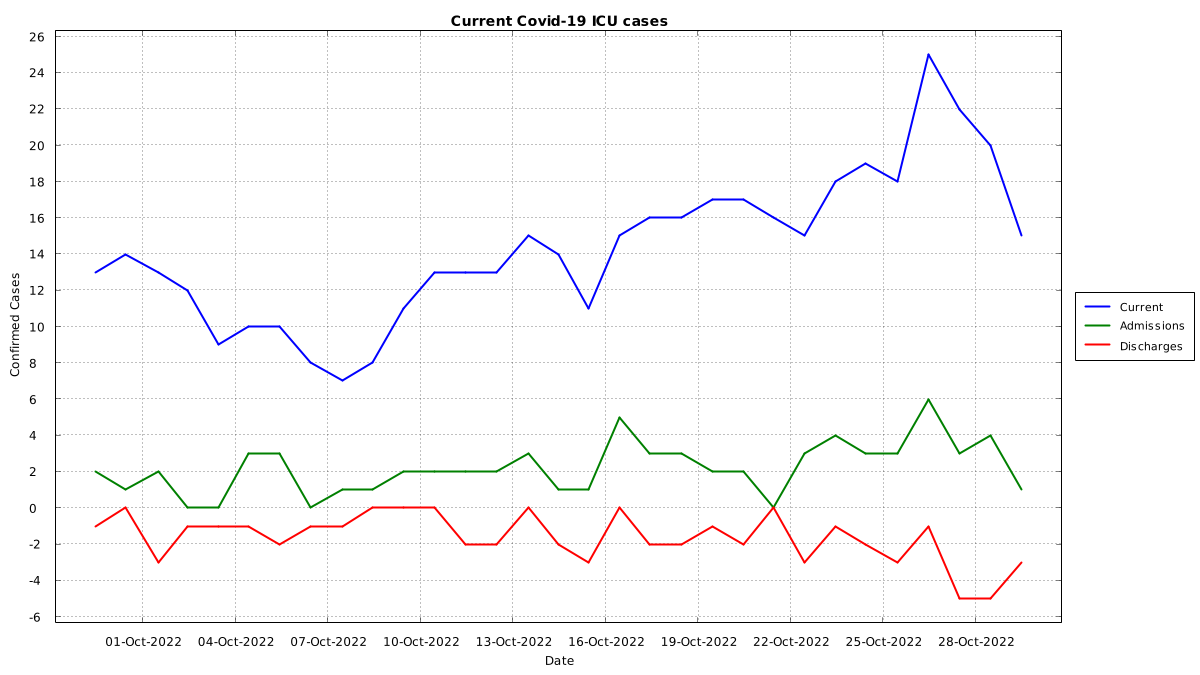 Current Covid-19 ICU cases
26
24
22
20
18
16
14
12
10
8
6
4
2
0
-2
-4
-6
Confirmed Cases
01-Oct-2022 04-Oct-2022 07-Oct-2022 10-Oct-2022 13-Oct-2022 16-Oct-2022 19-Oct-2022 22-Oct-2022 25-Oct-2022 28-Oct-2022
Date
Current
Admissions
Discharges